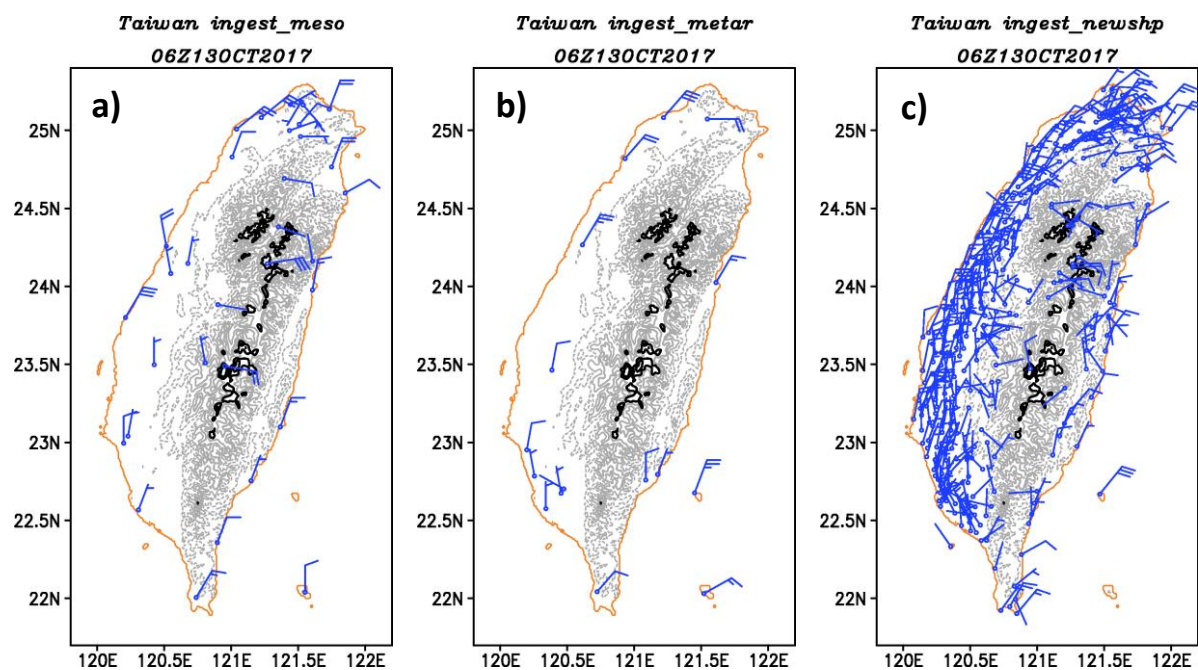 Taiwan ingest_meso
06Z13OCT2017
a)
25N
24.5N
24N
23.5N
23N
22.5N
22N
120E 120.5E 121E 121.5E 122E
Taiwan ingest_metar
06Z13OCT2017
b)
25N
24.5N
24N
23.5N
23N
22.5N
22N
120E 120.5E 121E 121.5E 122E
Taiwan ingest_newshp
06Z13OCT2017
c)
25N
24.5N
24N
23.5N
23N
22.5N
22N
120E 120.5E 121E 121.5E 122E